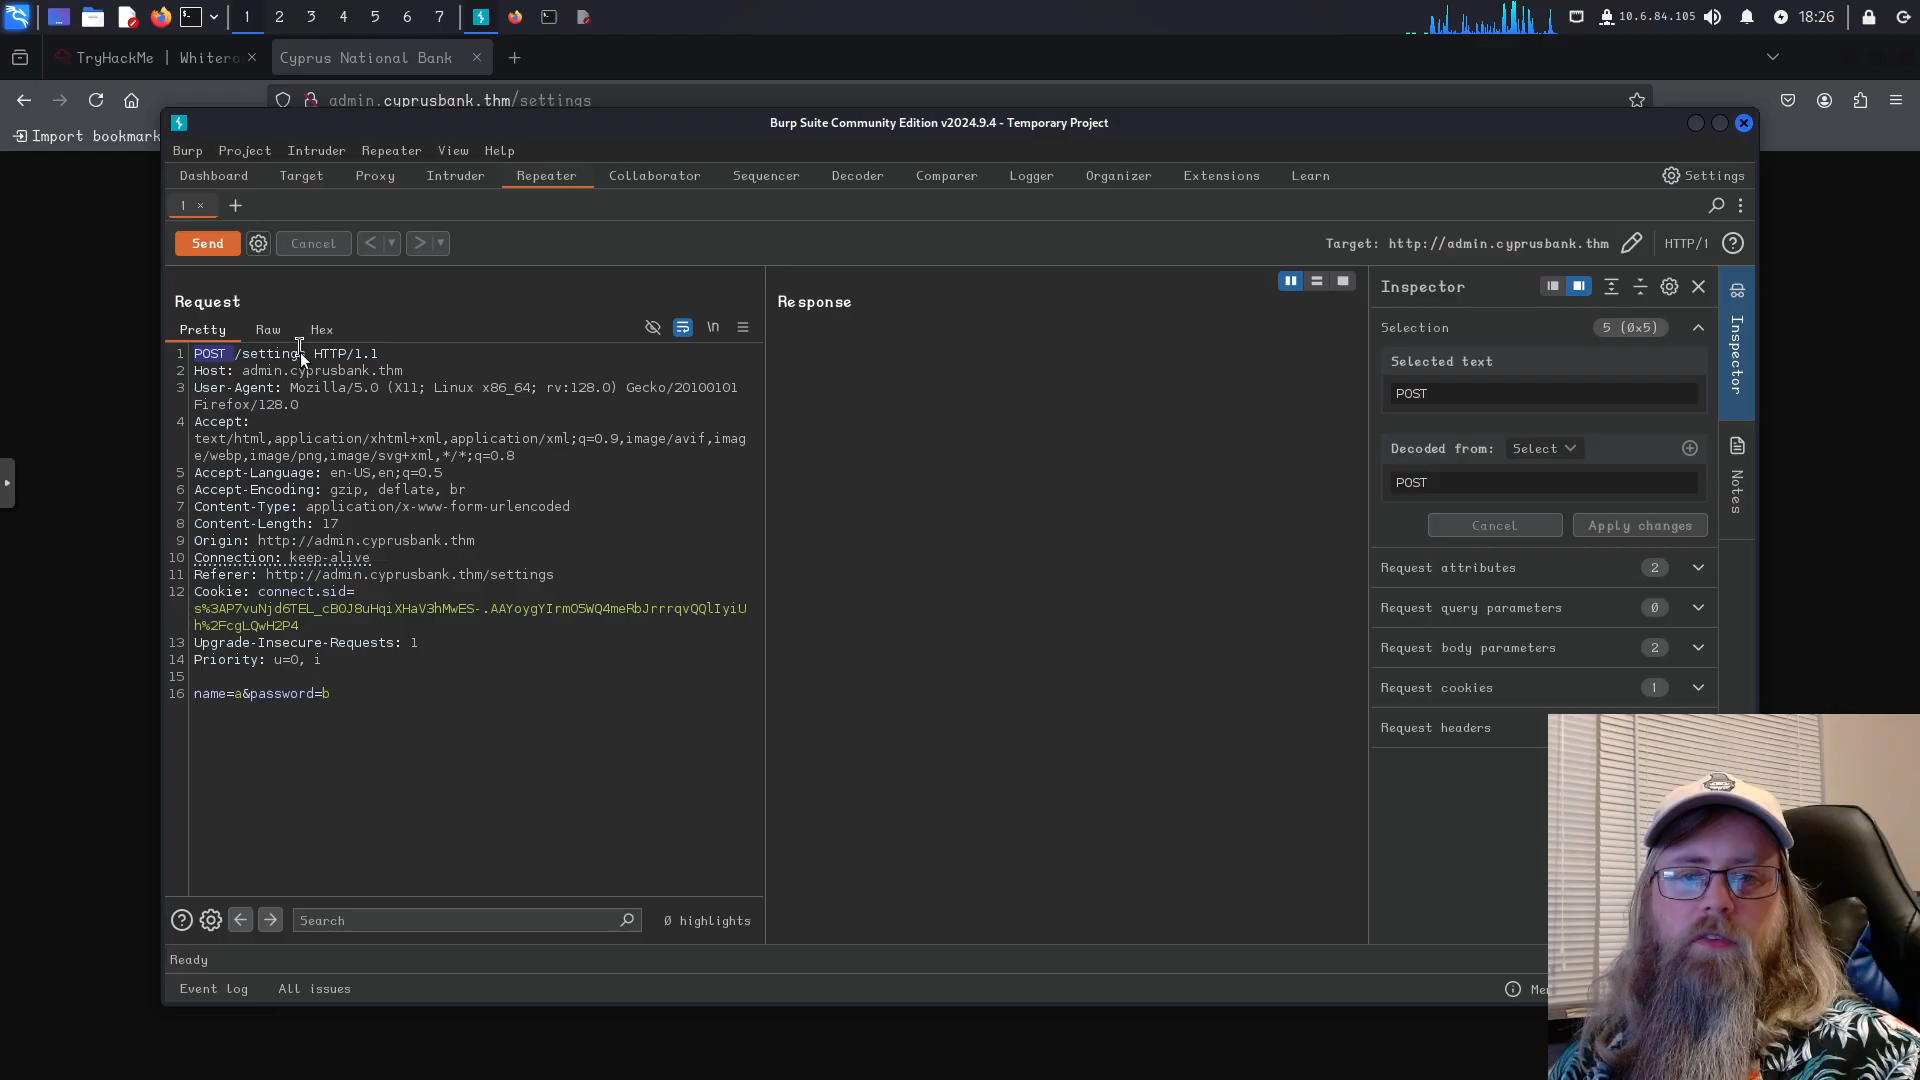 1 2 3 4 5 6 7 10.6.84.105 18:26
TryHackMe | Whitero Cyprus National Bank
admin.cyprusbank.thm/settings
Import bookmark
Burp Suite Community Edition v2024.9.4 - Temporary Project
Burp Project Intruder Repeater View Help
Dashboard Target Proxy Intruder Repeater Collaborator Sequencer Decoder Comparer Logger Organizer Extensions Learn Settings
1 × +
Send Cancel < > Target: http://admin.cyprusbank.thm HTTP/1
Request
Pretty Raw Hex \n
1 POST /settings HTTP/1.1
2 Host: admin.cyprusbank.thm
3 User-Agent: Mozilla/5.0 (X11; Linux x86_64; rv:128.0) Gecko/20100101
Firefox/128.0
4 Accept:
text/html,application/xhtml+xml,application/xml;q=0.9,image/avif,imag
e/webp,image/png,image/svg+xml,*/*;q=0.8
5 Accept-Language: en-US,en;q=0.5
6 Accept-Encoding: gzip, deflate, br
7 Content-Type: application/x-www-form-urlencoded
8 Content-Length: 17
9 Origin: http://admin.cyprusbank.thm
10 Connection: keep-alive
11 Referer: http://admin.cyprusbank.thm/settings
12 Cookie: connect.sid=
s%3AP7vuNjd6TEL_cBOJ8uHqiXHaV3hMwES-.AAYoygYIrmO5WQ4meRbJrrrqvQQlIyiU
h%2FcgLQwH2P4
13 Upgrade-Insecure-Requests: 1
14 Priority: u=0, i
15
16 name=a&password=b
Search 0 highlights
Response
Inspector
Selection 5 (0x5)
Selected text
POST
Decoded from: Select
POST
Cancel Apply changes
Request attributes 2
Request query parameters 0
Request body parameters 2
Request cookies 1
Request headers
Inspector
Notes
Ready
Event log All issues